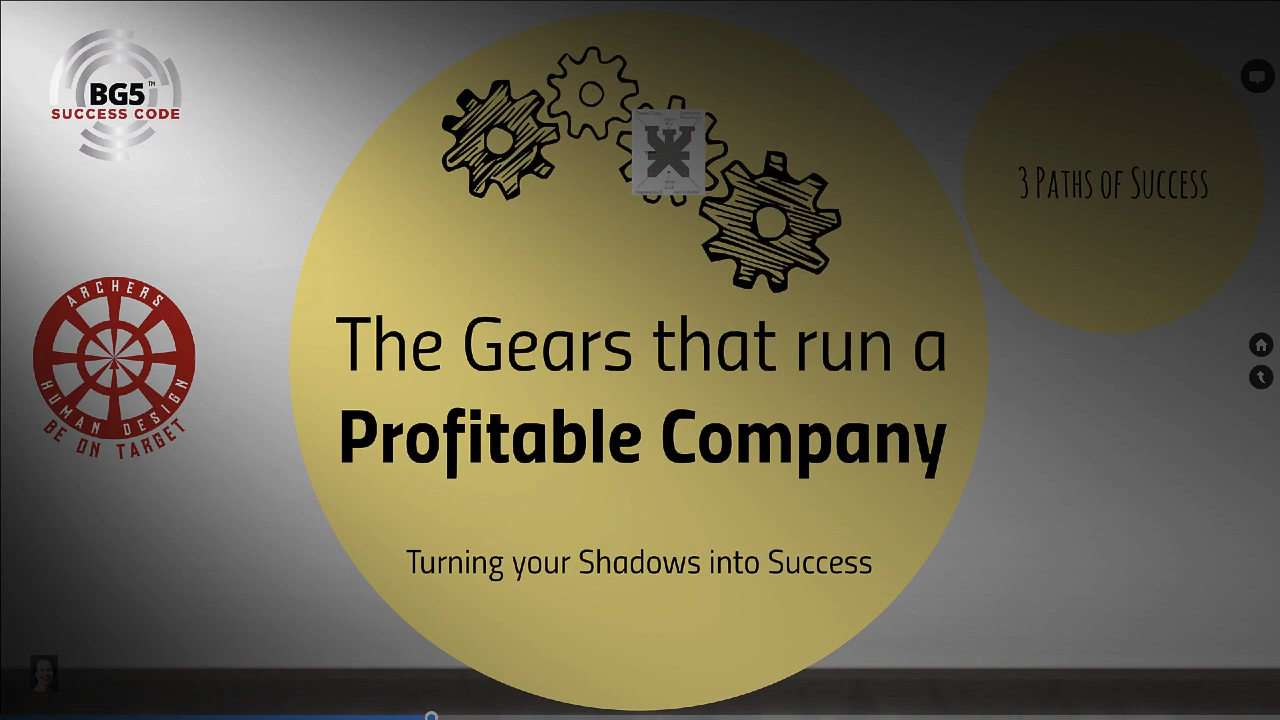 BG5™
SUCCESS CODE
3 PATHS OF SUCCESS
ARCHERS
HUMAN DESIGN
BE ON TARGET
The Gears that run a
Profitable Company
Turning your Shadows into Success